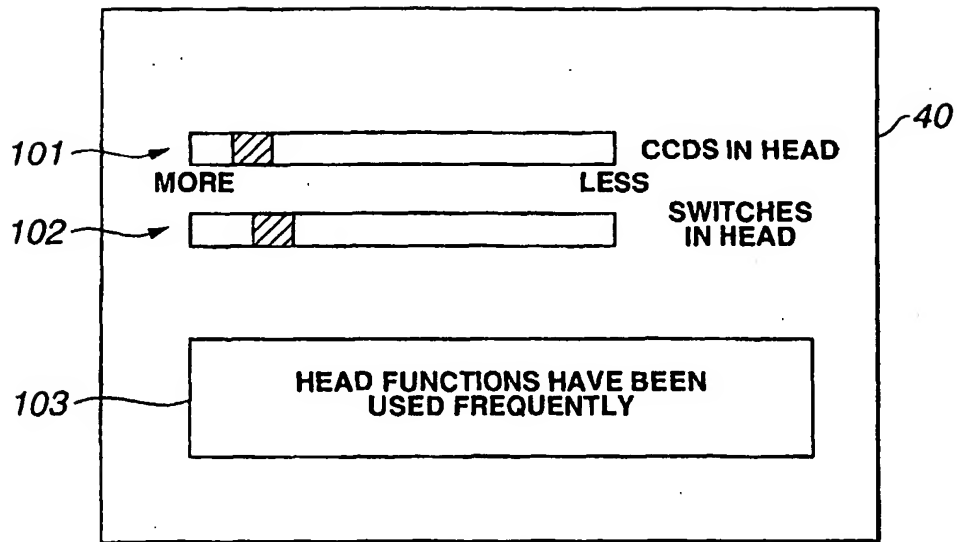 40
101
CCDS IN HEAD
MORE
LESS
102
SWITCHES
IN HEAD
103
HEAD FUNCTIONS HAVE BEEN
USED FREQUENTLY